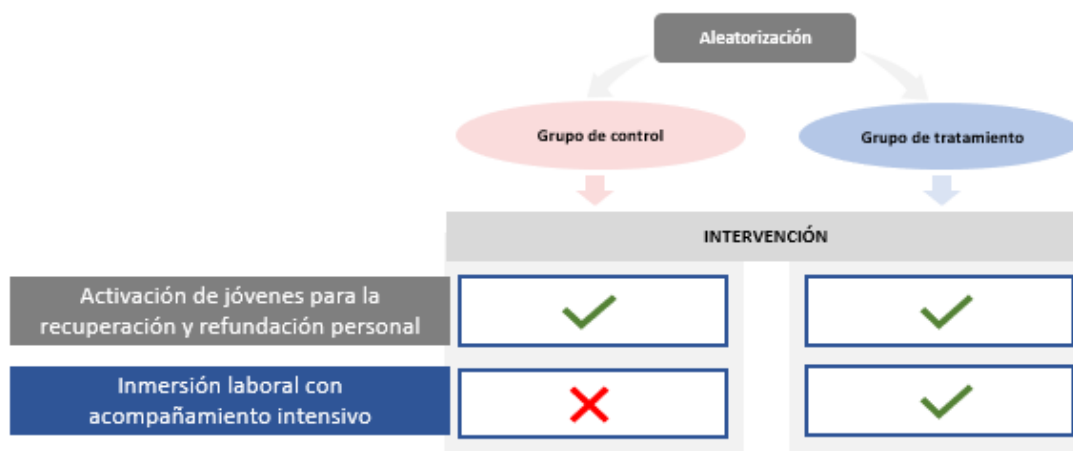 Aleatorización
Grupo de control
Grupo de tratamiento
INTERVENCIÓN
Activación de jóvenes para la
recuperación y refundación personal
Inmersión laboral con
acompañamiento intensivo